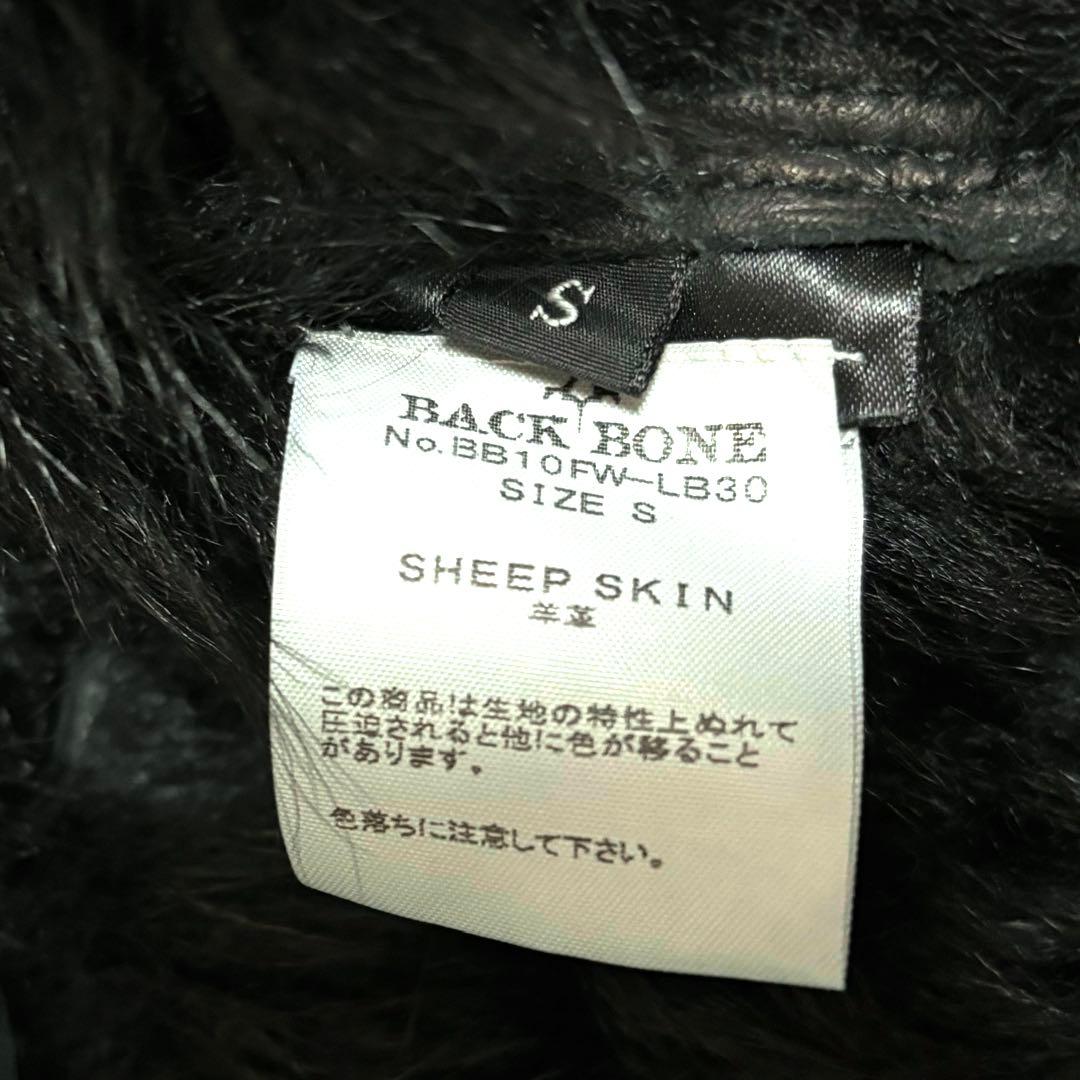 S
BACK BONE
No.BB10FW-LB30
SIZE S
SHEEP SKIN
羊革
この商品は生地の特性上ぬれて
圧迫されると他に色が移ること
があります。
色落ちに注意して下さい。